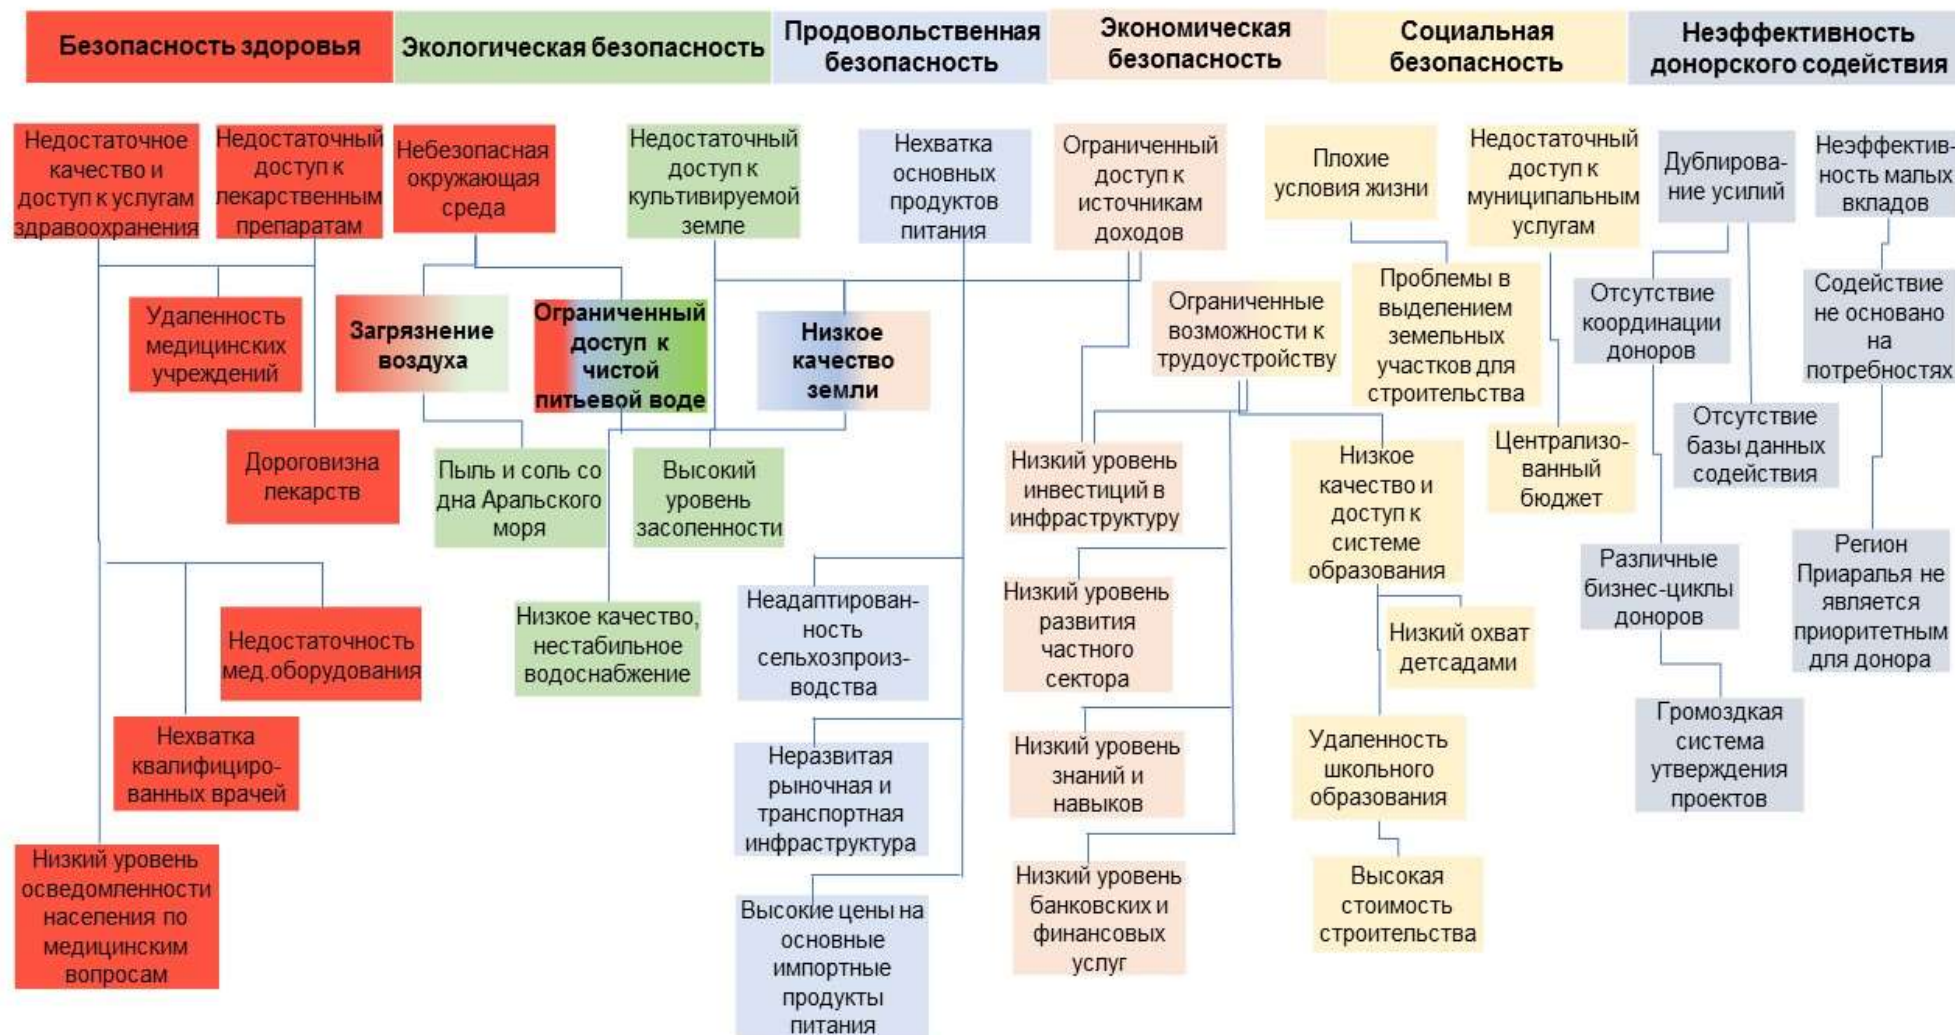 Безопасность здоровья
Экологическая безопасность
Продовольственная
безопасность
Экономическая
безопасность
Социальная
безопасность
Неэффективность
донорского содействия
Недостаточное
качество и
доступ к услугам
здравоохранения
Недостаточный
доступ к
лекарственным
препаратам
Небезопасная
окружающая
среда
Недостаточный
доступ к
культивируемой
земле
Нехватка
основных
продуктов
питания
Ограниченный
доступ к
источникам
доходов
Плохие
условия жизни
Недостаточный
доступ к
муниципальным
услугам
Дублирова-
ние усилий
Неэффектив-
ность малых
вкладов
Удаленность
медицинских
учреждений
Загрязнение
воздуха
Ограниченный
доступ к
чистой
питьевой воде
Низкое
качество
земли
Ограниченные
возможности к
трудоустройству
Проблемы в
выделением
земельных
участков для
строительства
Отсутствие
координации
доноров
Содействие
не основано
на
потребностях
Дороговизна
лекарств
Пыль и соль со
дна Аральского
моря
Высокий
уровень
засоленности
Низкий уровень
инвестиций в
инфраструктуру
Низкое
качество и
доступ к
системе
образования
Централизо-
ванный
бюджет
Отсутствие
базы данных
содействия
Недостаточность
мед.оборудования
Низкое качество,
нестабильное
водоснабжение
Неадаптирован-
ность
сельхозпроиз-
водства
Низкий уровень
развития
частного
сектора
Низкий охват
детсадами
Различные
бизнес-циклы
доноров
Регион
Приаралья не
является
приоритетным
для донора
Нехватка
квалифициро-
ванных врачей
Неразвитая
рыночная и
транспортная
инфраструктура
Низкий уровень
знаний и
навыков
Удаленность
школьного
образования
Громоздкая
система
утверждения
проектов
Низкий уровень
осведомленности
населения по
медицинским
вопросам
Высокие цены на
основные
импортные
продукты
питания
Низкий уровень
банковских и
финансовых
услуг
Высокая
стоимость
строительства